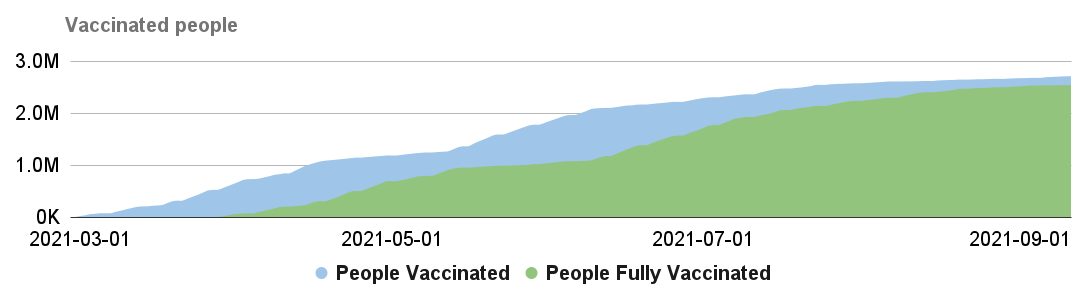 Vaccinated people
3.0M
2.0M
1.0M
0K
2021-03-01 2021-05-01 2021-07-01 2021-09-01
People Vaccinated People Fully Vaccinated